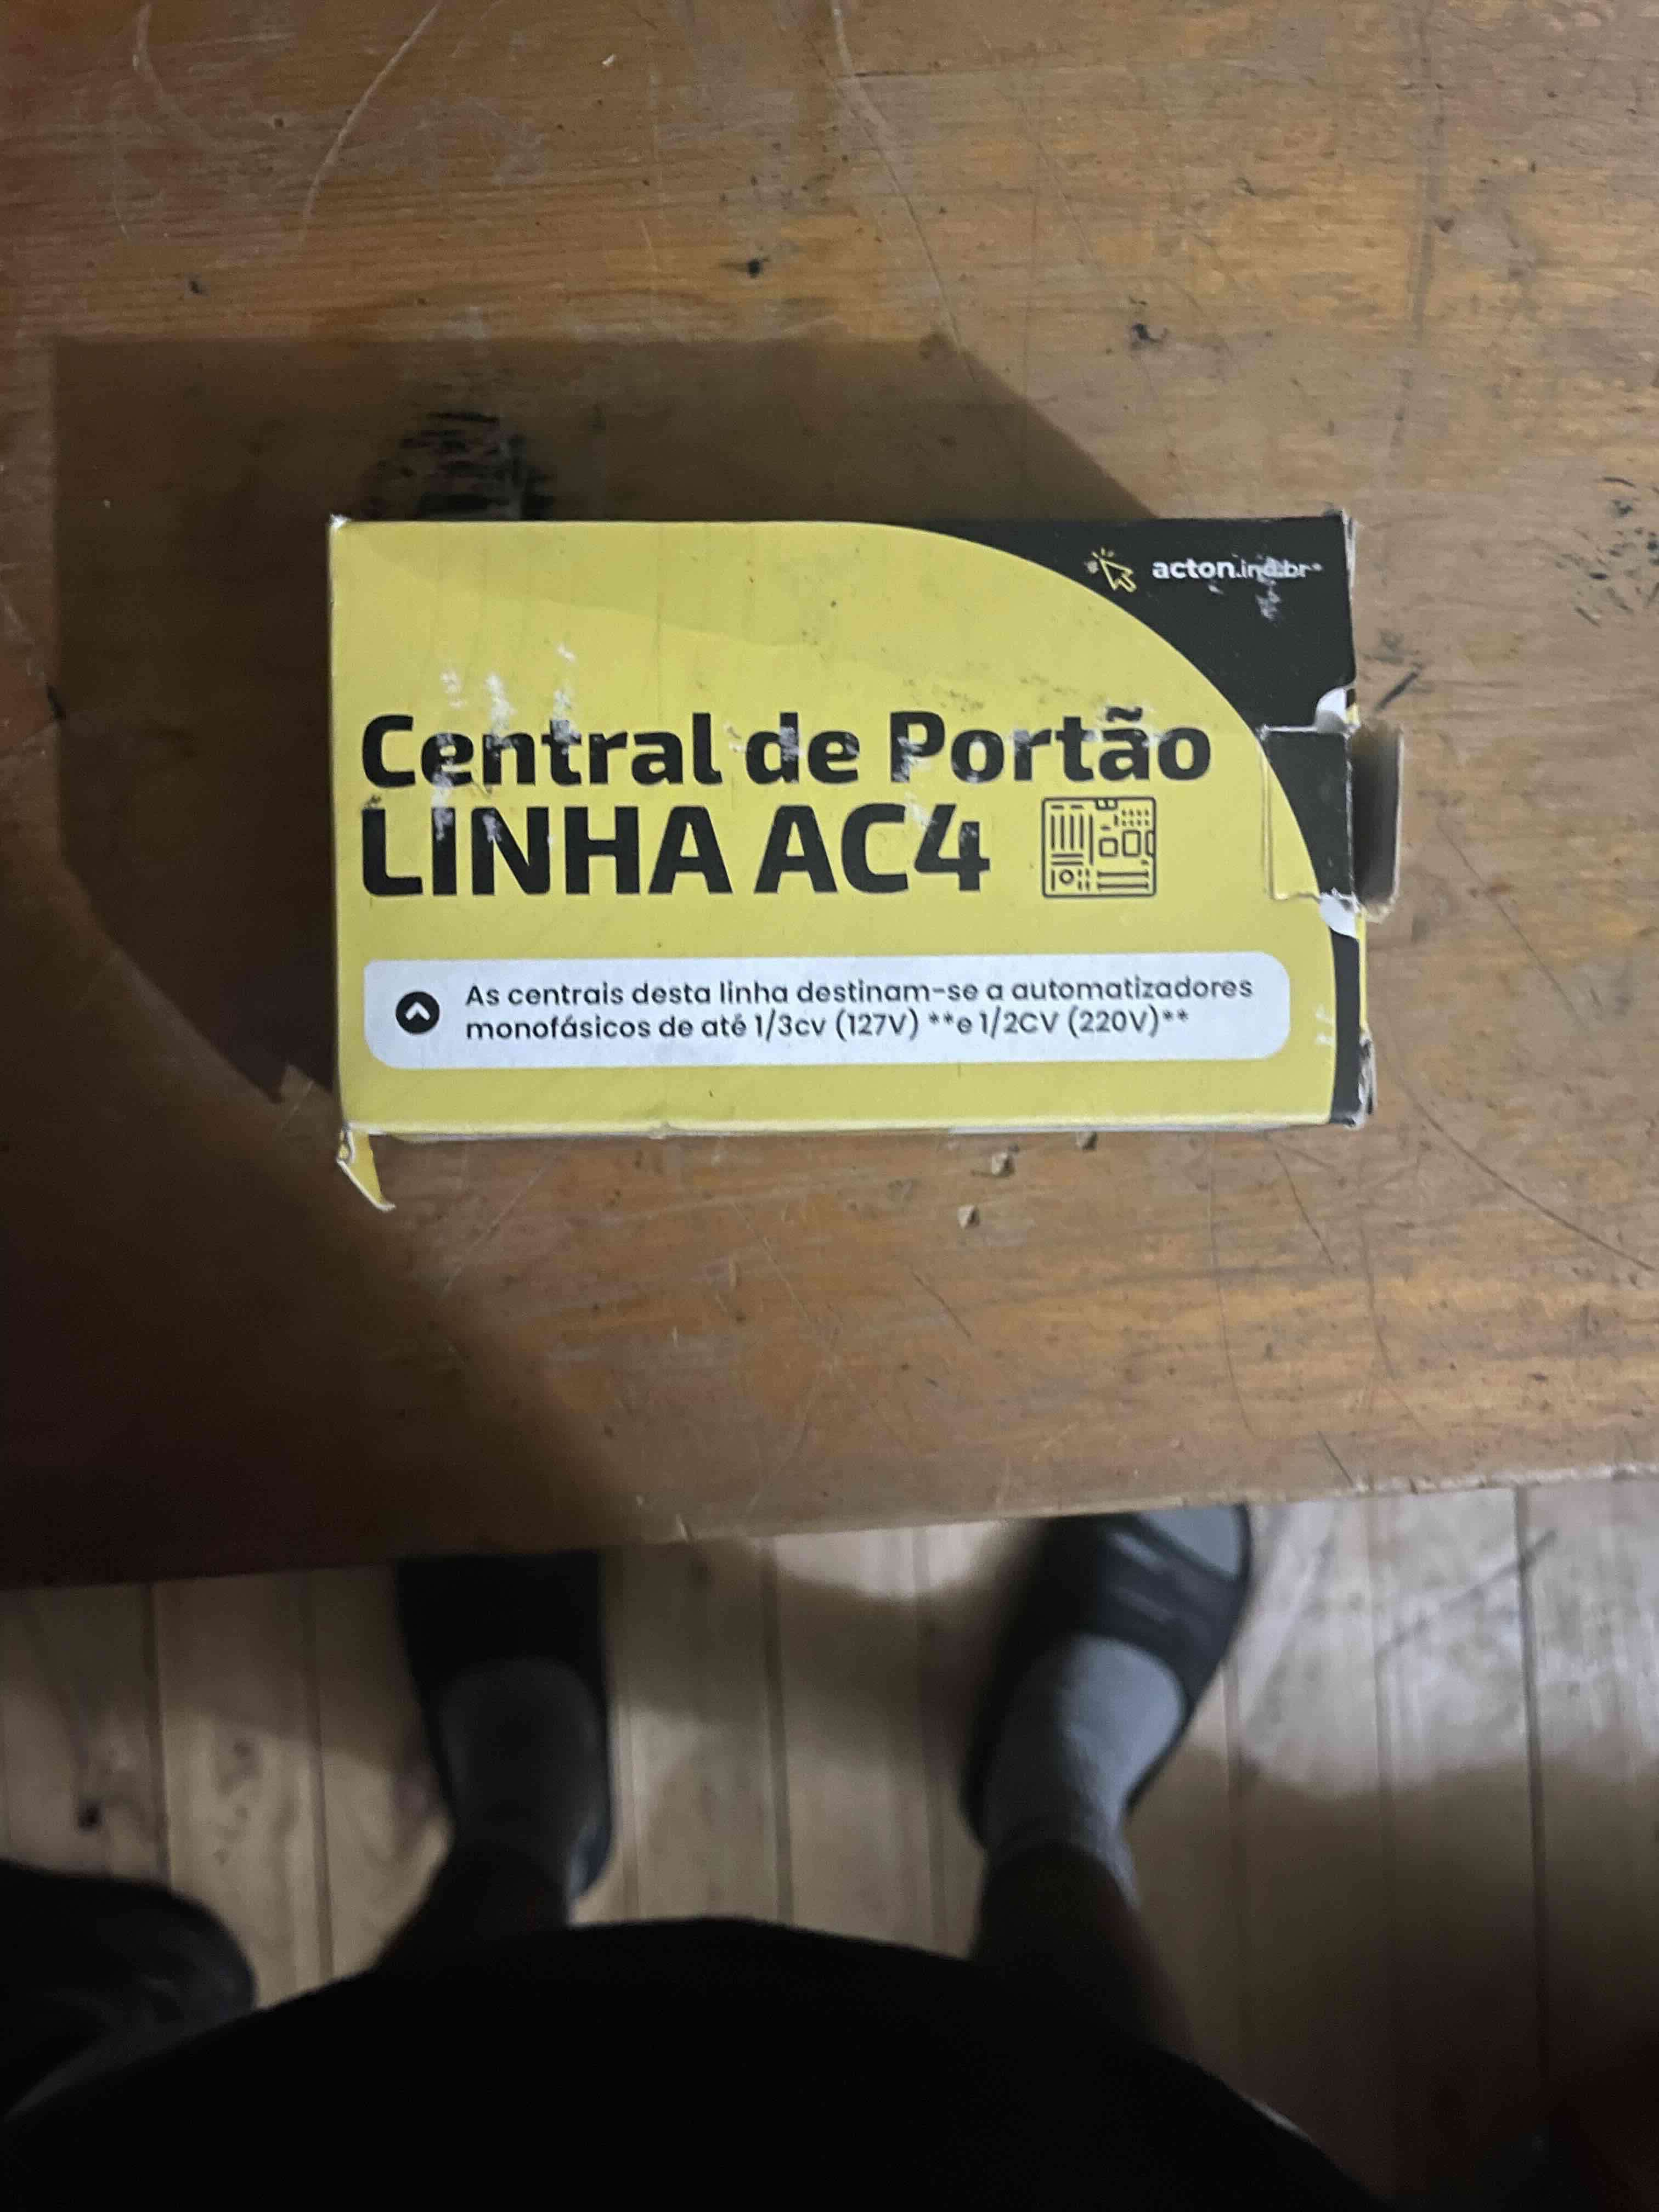 acton.ind.br
Central de Portão
LINHA AC4
As centrais desta linha destinam-se a automatizadores
monofásicos de até 1/3cv (127V) **e 1/2CV (220V)**